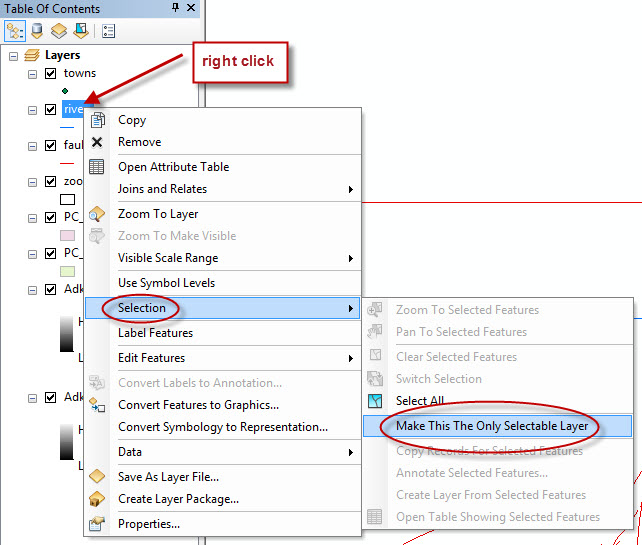 Table Of Contents
Layers
towns
right click
rive
Copy
Remove
faul
Open Attribute Table
zoo
Joins and Relates
PC_
Zoom To Layer
Zoom To Make Visible
PC_
Visible Scale Range
Adk
Use Symbol Levels
Selection
Zoom To Selected Features
H
Label Features
Pan To Selected Features
L
Edit Features
Clear Selected Features
Convert Labels to Annotation...
Switch Selection
Adk
Convert Features to Graphics...
Select All
H
Convert Symbology to Representation...
Make This The Only Selectable Layer
Data
Copy Records For Selected Features
L
Save As Layer File...
Annotate Selected Features...
Create Layer Package...
Create Layer From Selected Features
Properties...
Open Table Showing Selected Features